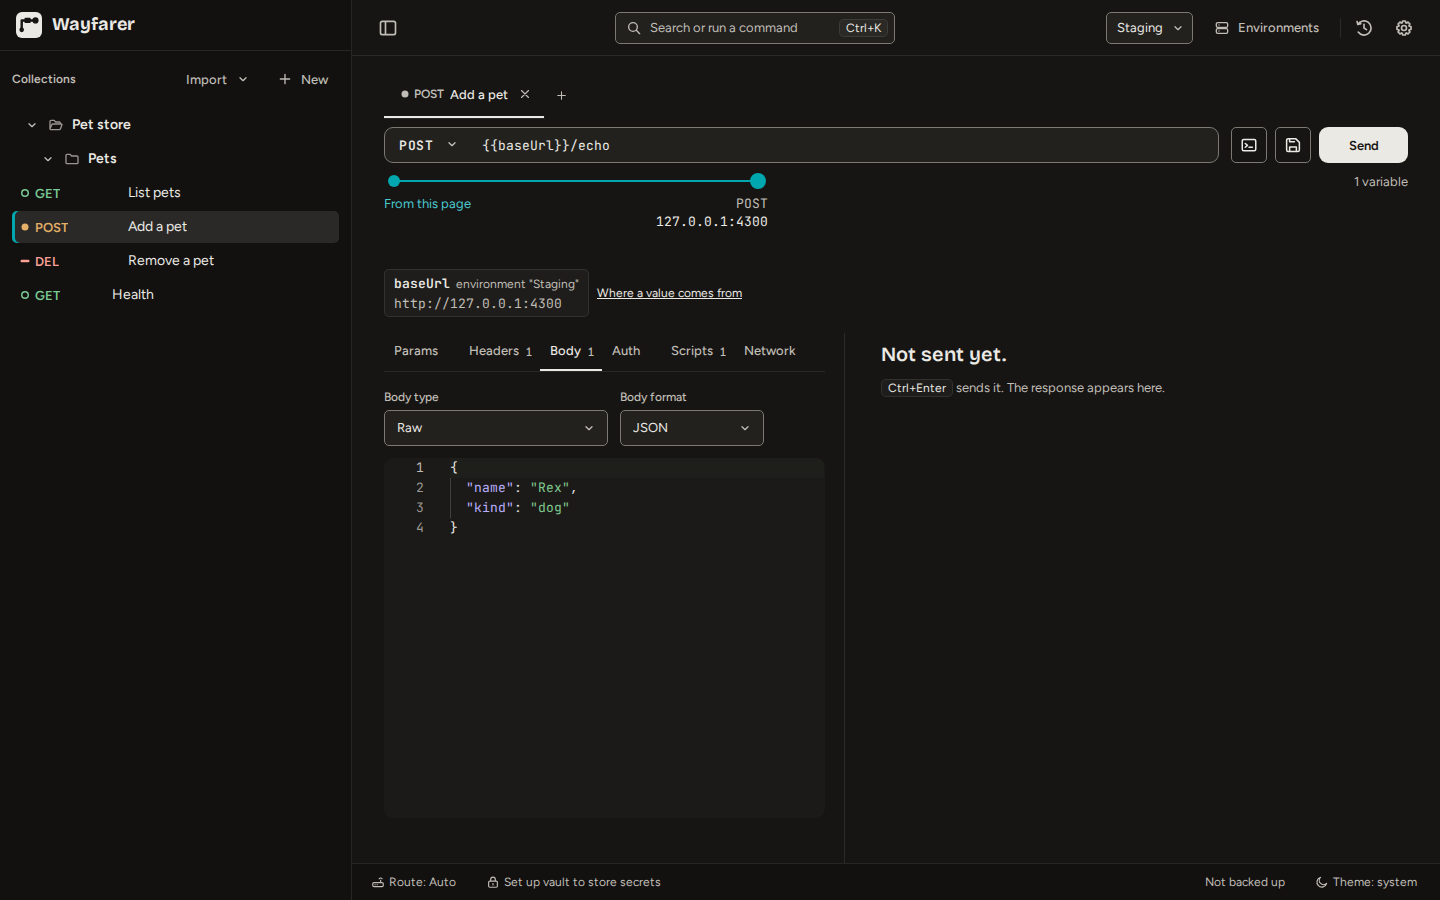 Wayfarer
Search or run a command Ctrl+K
Staging
Environments
Collections Import New
POST Add a pet
Pet store
Pets
GET List pets
POST Add a pet
DEL Remove a pet
GET Health
POST {{baseUrl}}/echo
Send
1 variable
From this page
POST
127.0.0.1:4300
baseUrl environment "Staging"
http://127.0.0.1:4300
Where a value comes from
Params Headers 1 Body 1 Auth Scripts 1 Network
Body type Body format
Raw JSON
1 {
2 "name": "Rex",
3 "kind": "dog"
4 }
Not sent yet.
Ctrl+Enter sends it. The response appears here.
Route: Auto Set up vault to store secrets Not backed up Theme: system